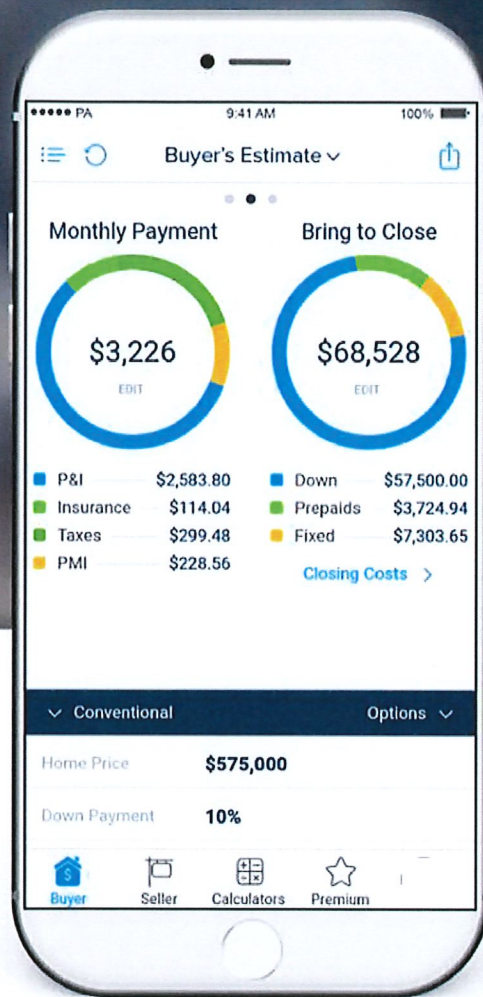 PA 9:41 AM 100%
Buyer's Estimate
Monthly Payment Bring to Close
$3,226 $68,528
EDIT EDIT
P&I $2,583.80 Down $57,500.00
Insurance $114.04 Prepaids $3,724.94
Taxes $299.48 Fixed $7,303.65
PMI $228.56 Closing Costs >
Conventional Options
Home Price $575,000
Down Payment 10%
$
Buyer Seller Calculators Premium